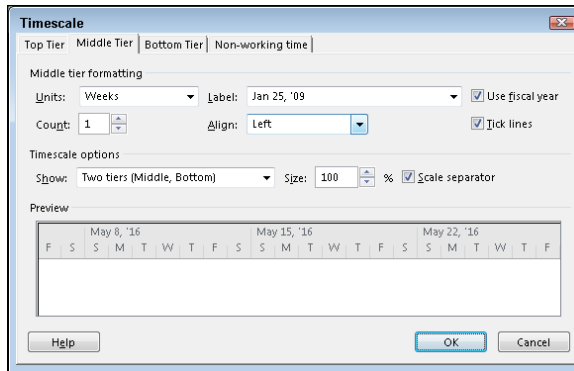 Timescale
Top Tier Middle Tier Bottom Tier Non-working time
Middle tier formatting
Units: Weeks Label: Jan 25, '09 Use fiscal year
Count: 1 Align: Left Tick lines
Timescale options
Show: Two tiers (Middle, Bottom) Size: 100 % Scale separator
Preview
May 8, '16 May 15, '16 May 22, '16
F S S M T W T F S S M T W T F S S M T W T F
Help OK Cancel